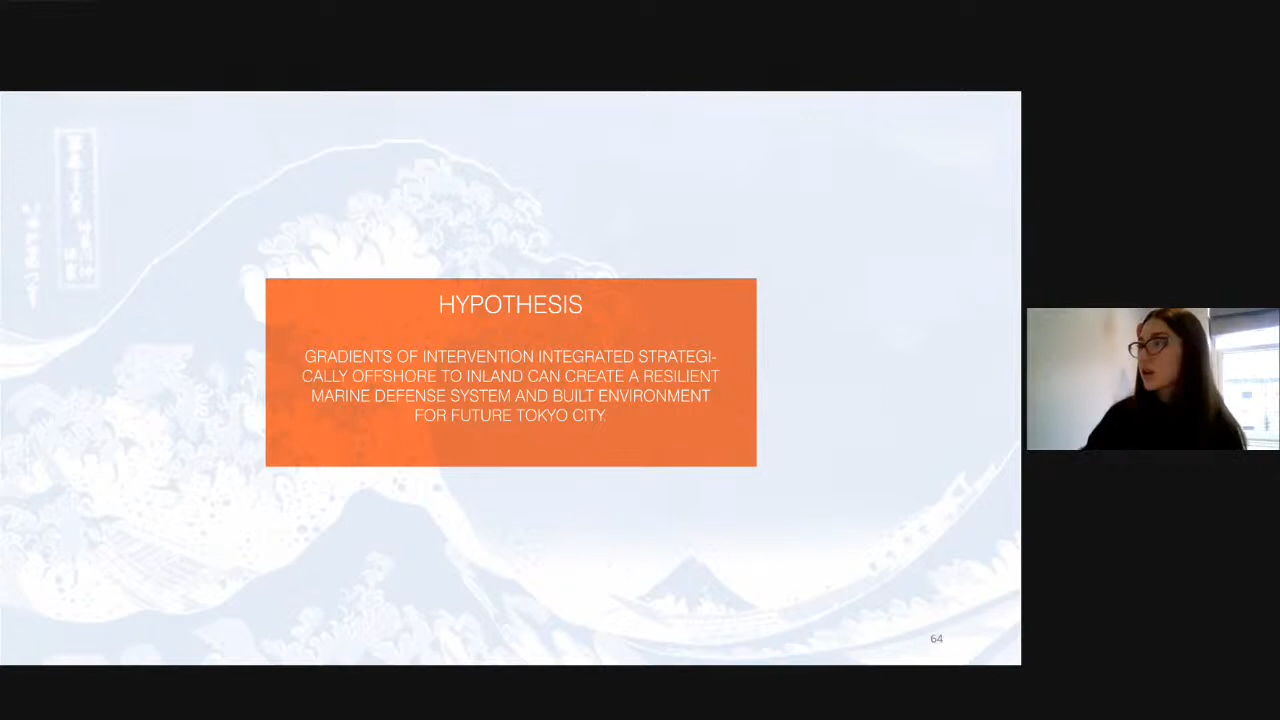 HYPOTHESIS
GRADIENTS OF INTERVENTION INTEGRATED STRATEGI-
CALLY OFFSHORE TO INLAND CAN CREATE A RESILIENT
MARINE DEFENSE SYSTEM AND BUILT ENVIRONMENT
FOR FUTURE TOKYO CITY.
64